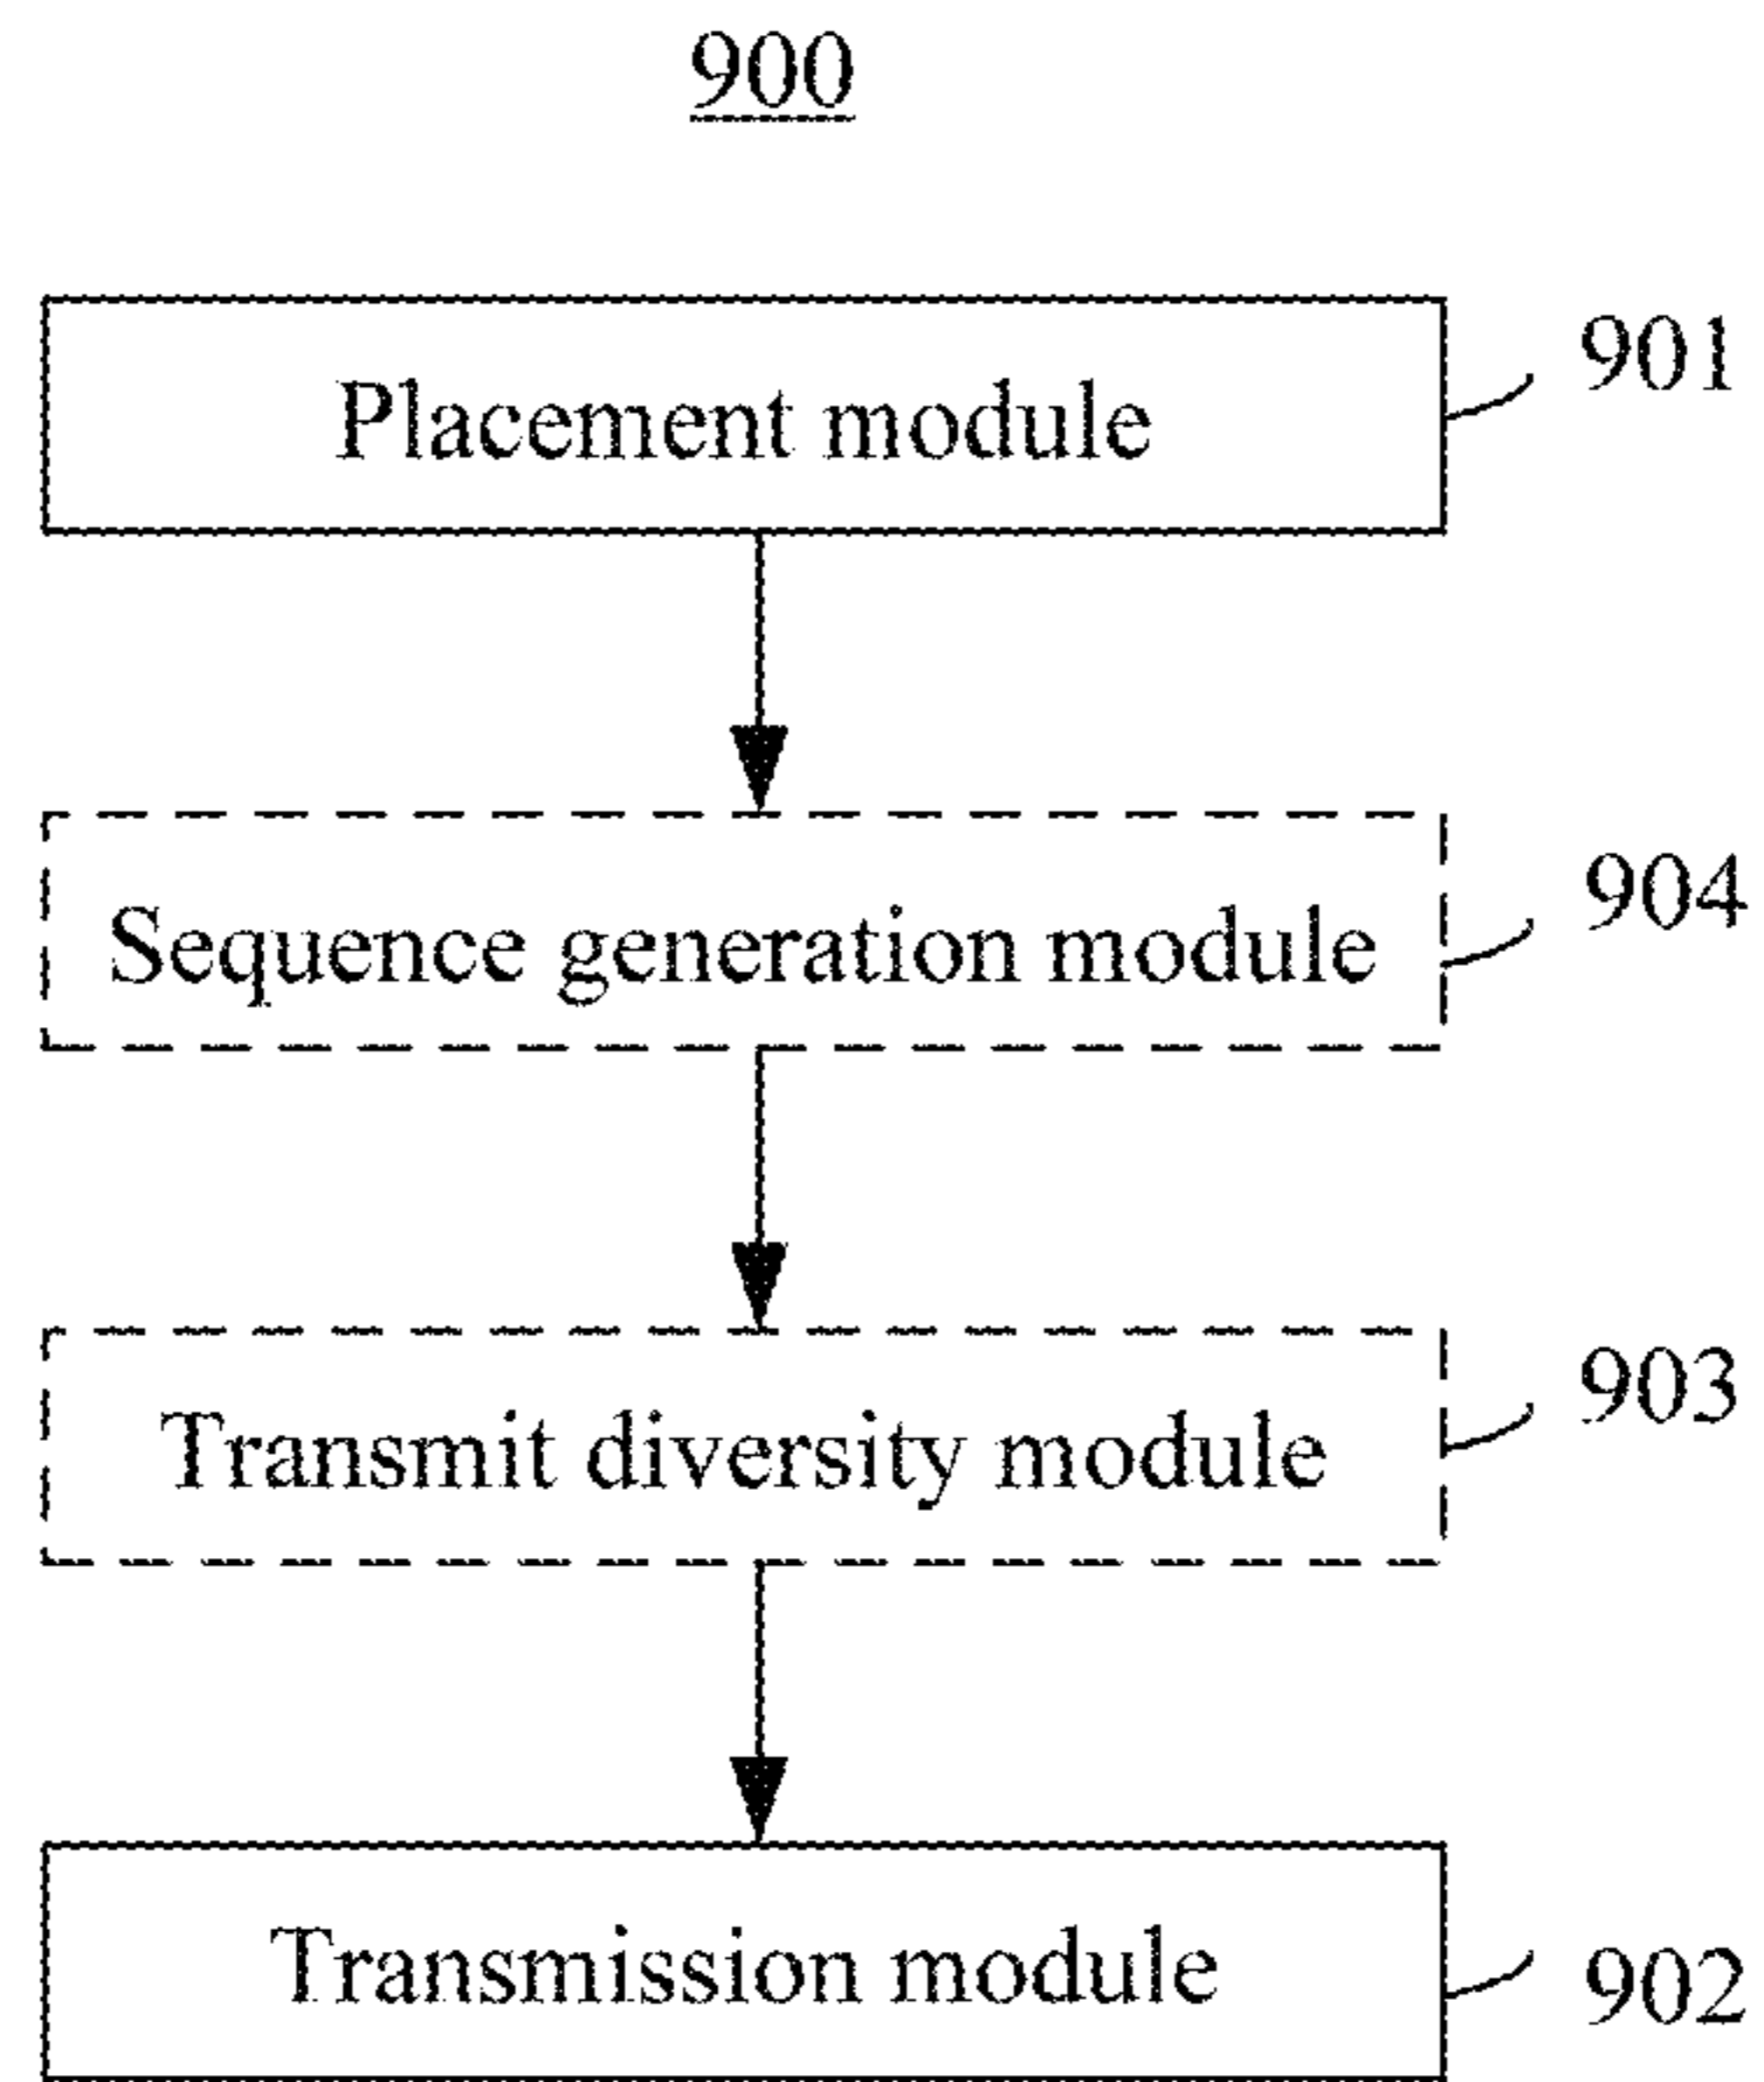 900
Placement module
901
Sequence generation module
904
Transmit diversity module
903
Transmission module
902